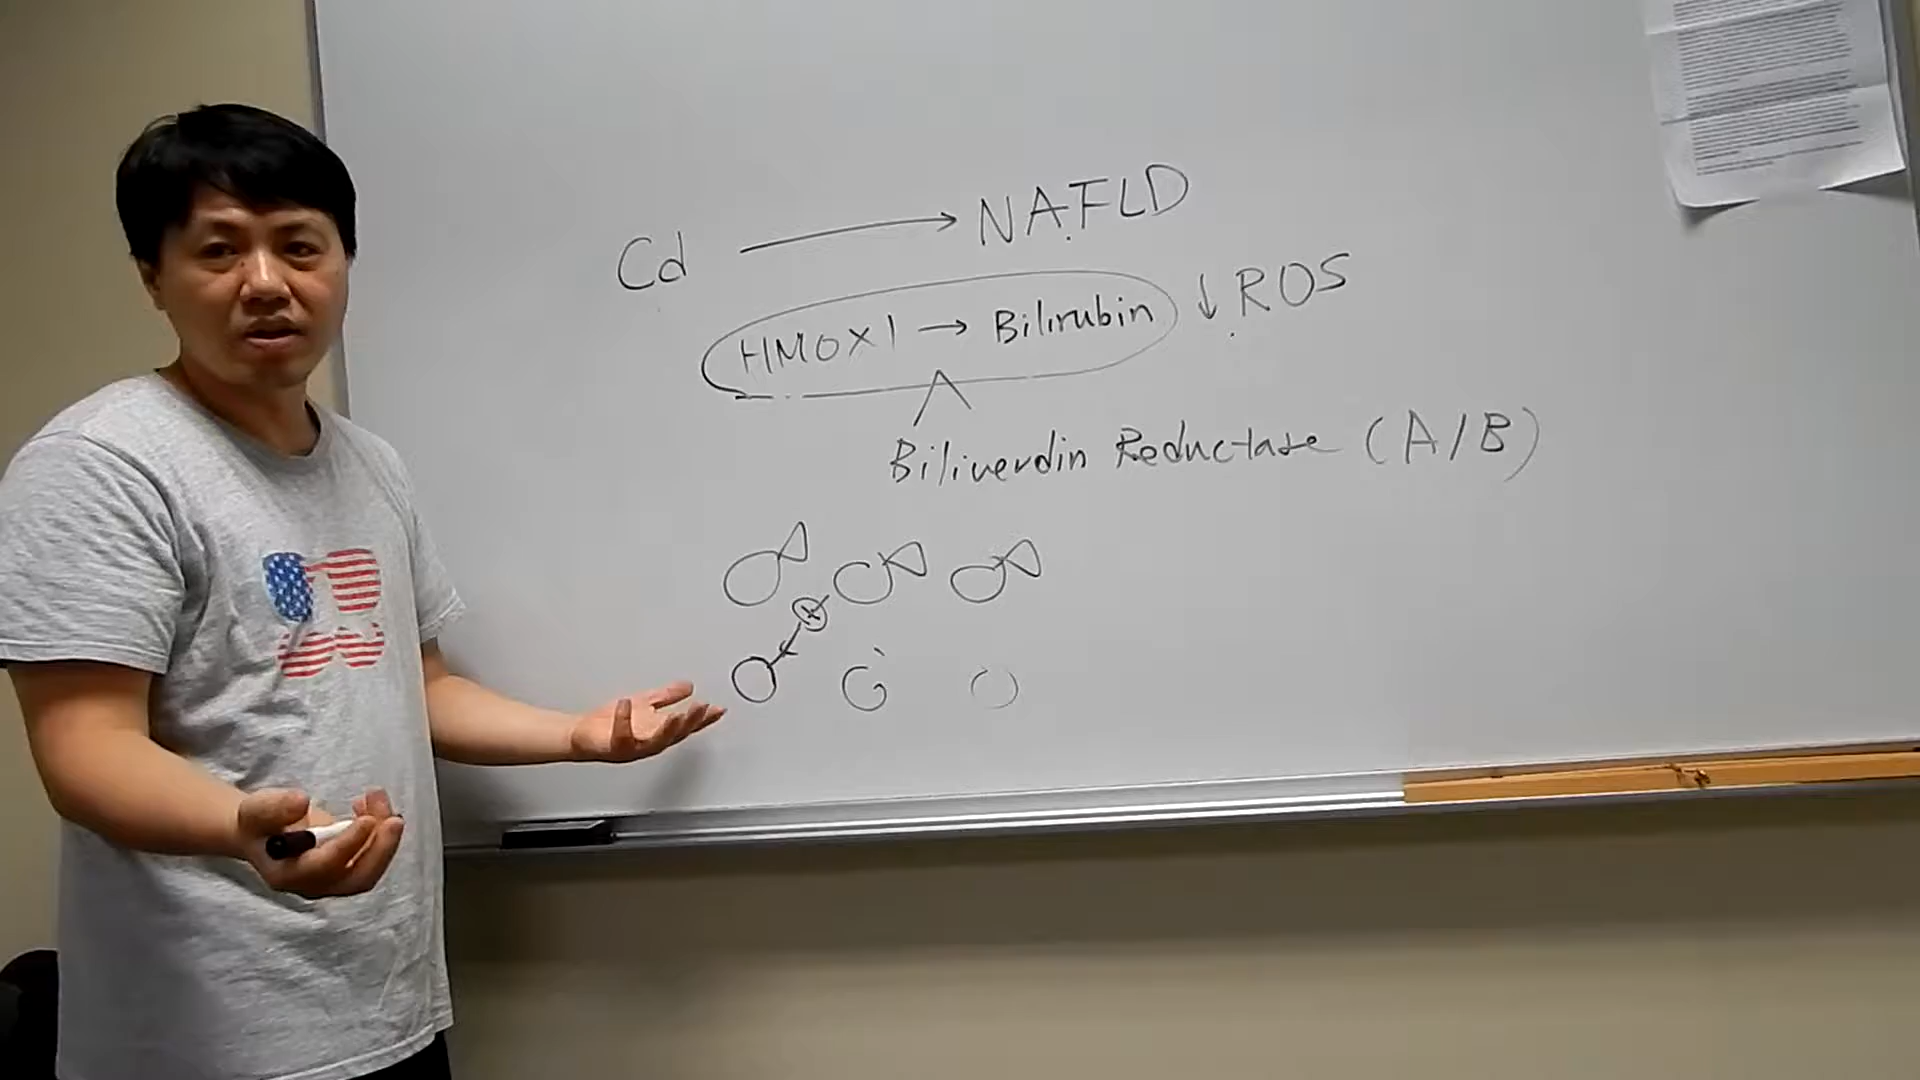 Cd → NAFLD
HMOX1 → Bilirubin ↓ ROS
Biliverdin Reductase (A/B)